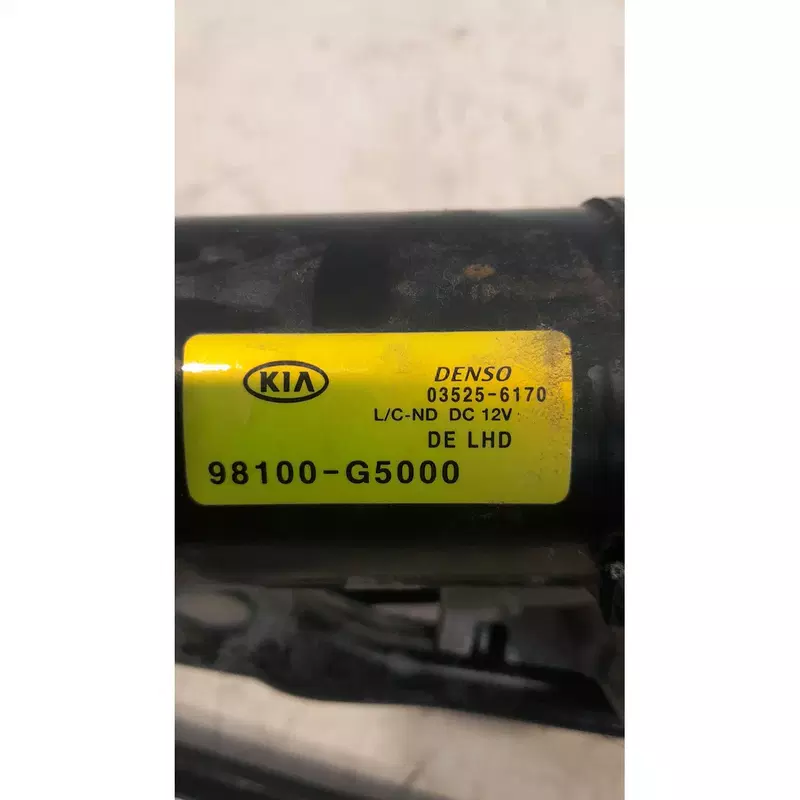 KIA DENSO
03525-6170
L/C-ND DC 12V
DE LHD
98100-G5000